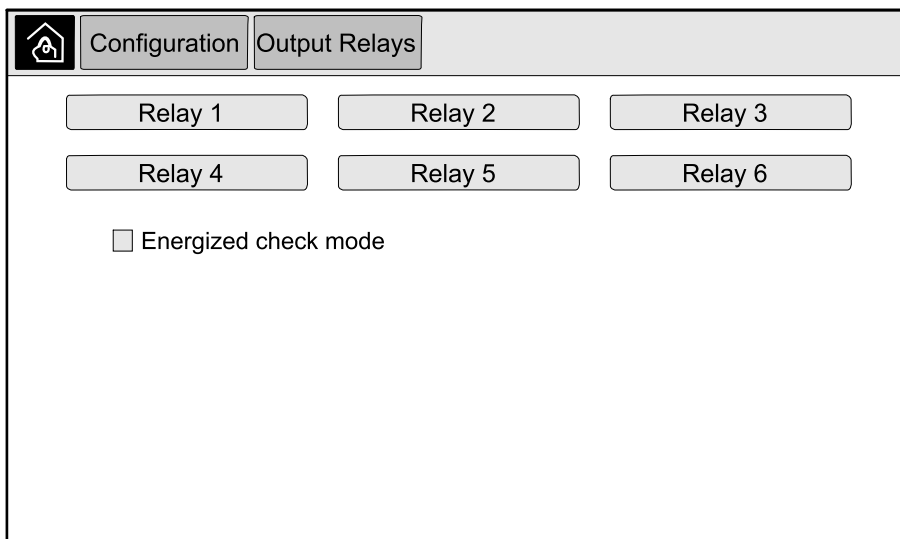 Configuration Output Relays
Relay 1 Relay 2 Relay 3
Relay 4 Relay 5 Relay 6
Energized check mode